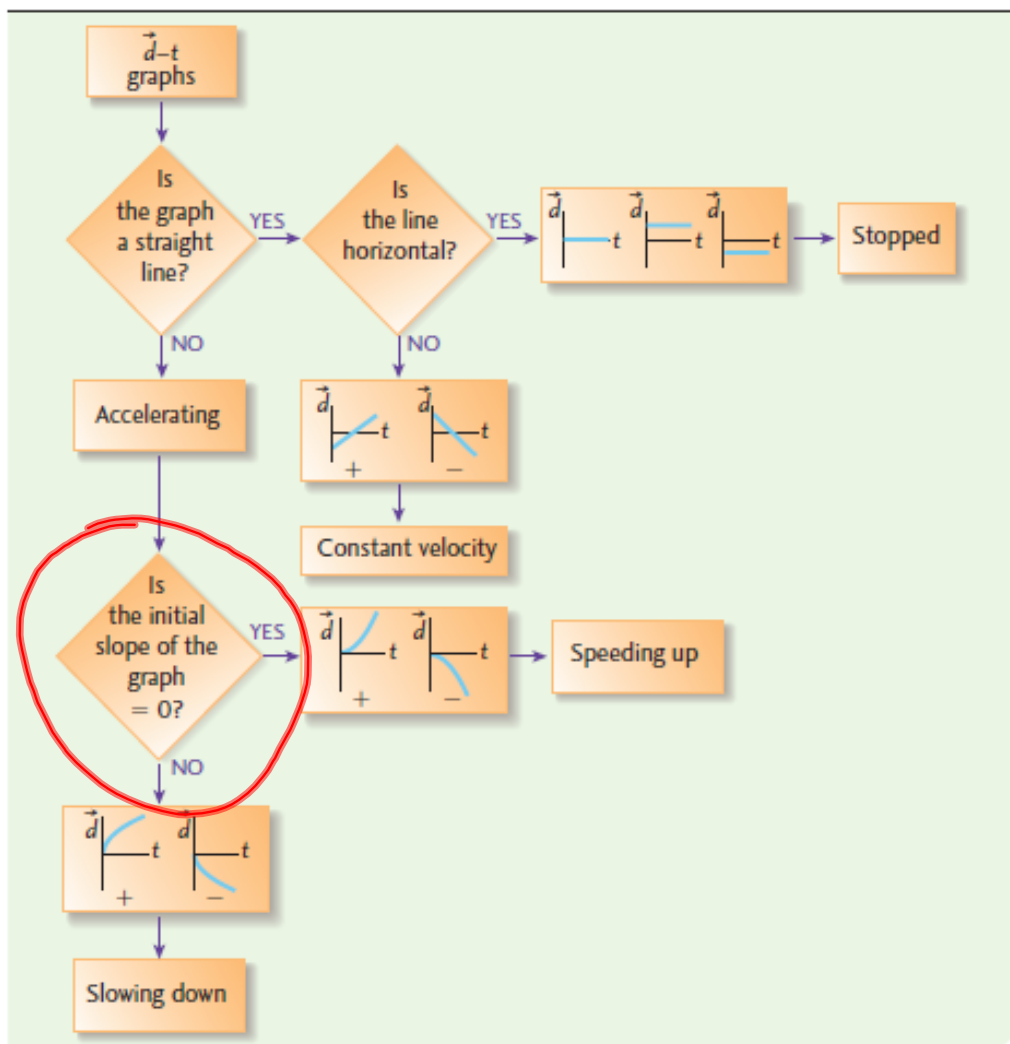 d⃗–t
graphs
Is
the graph
a straight
line?
YES
Is
the line
horizontal?
YES
d⃗ t d⃗ t d⃗ t
Stopped
NO
NO
Accelerating
d⃗ t d⃗ t
+ –
Constant velocity
Is
the initial
slope of the
graph
= 0?
YES
d⃗ t d⃗ t
+ –
Speeding up
NO
d⃗ t d⃗ t
+ –
Slowing down